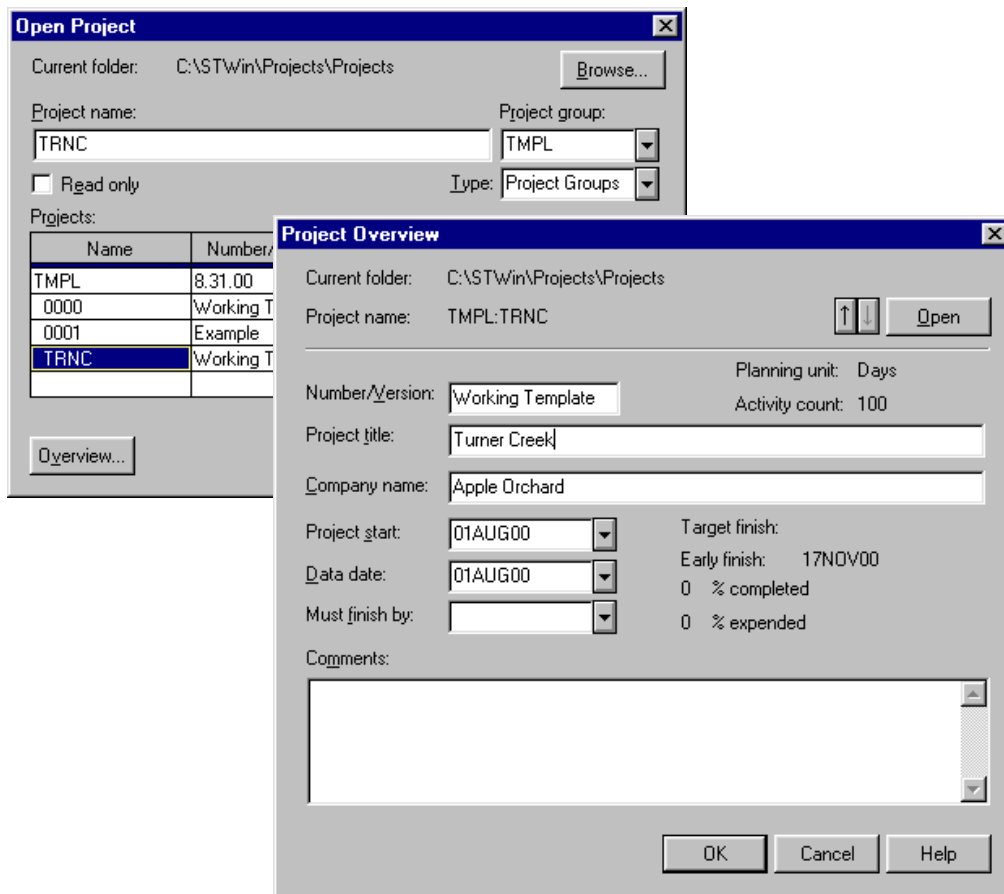 Open Project
Current folder: C:\STWin\Projects\Projects
Browse...
Project name: Project group:
TRNC TMPL
Read only Type: Project Groups
Projects:
Name Number/
TMPL 8.31.00
0000 Working T
0001 Example
TRNC Working T
Overview...
Project Overview
Current folder: C:\STWin\Projects\Projects
Project name: TMPL:TRNC Open
Planning unit: Days
Number/Version: Working Template
Activity count: 100
Project title: Turner Creek
Company name: Apple Orchard
Project start: 01AUG00 Target finish:
Early finish: 17NOV00
Data date: 01AUG00
0 % completed
Must finish by:
0 % expended
Comments:
OK Cancel Help